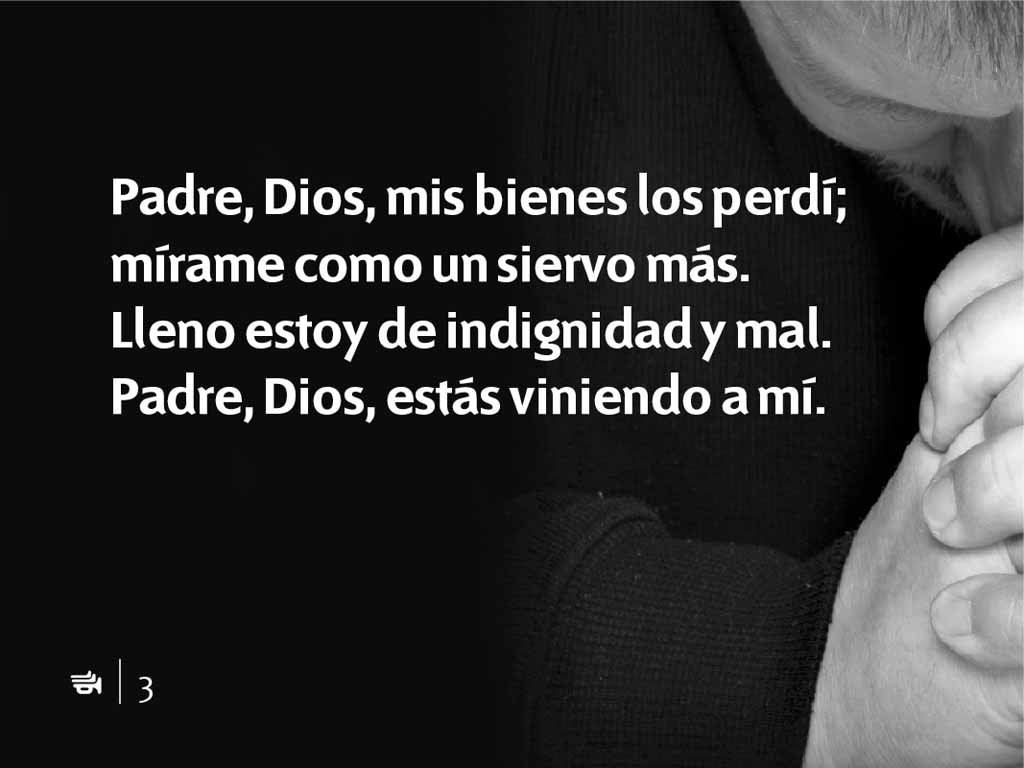 Padre, Dios, mis bienes los perdí;
mírame como un siervo más.
Lleno estoy de indignidad y mal.
Padre, Dios, estás viniendo a mí.
3